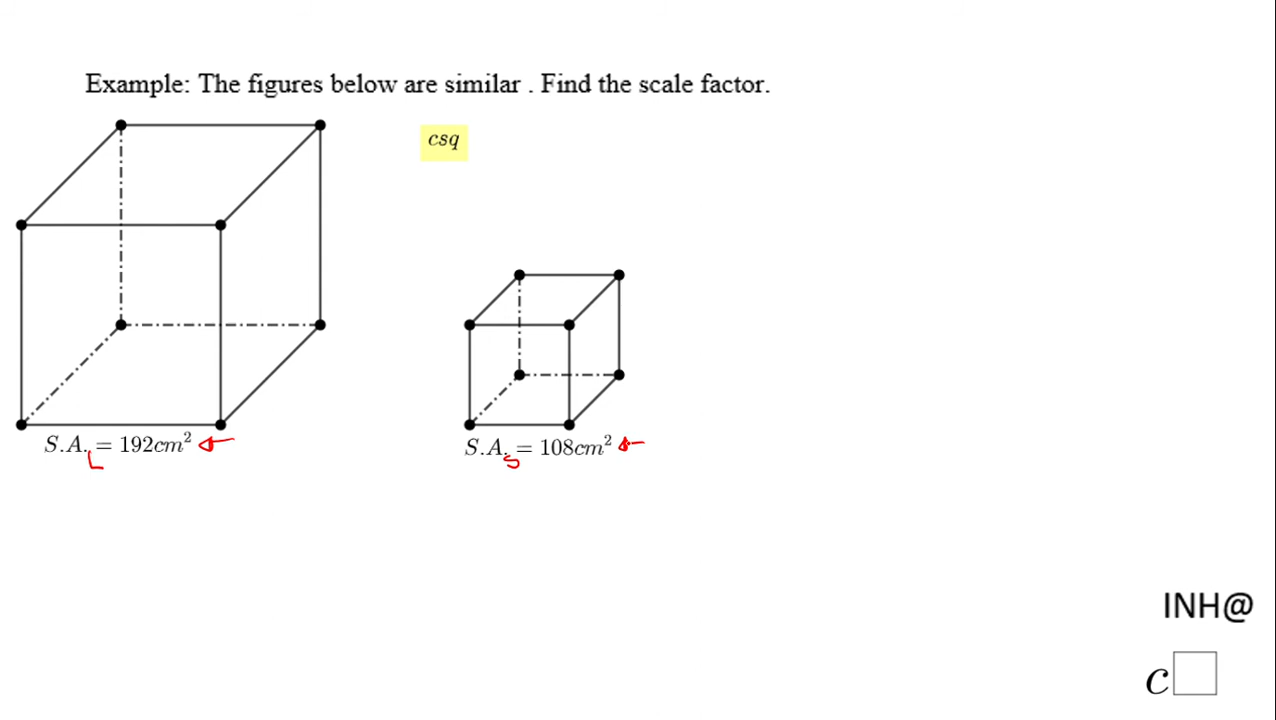 Example: The figures below are similar . Find the scale factor.
csq
S.A.L = 192cm² S.A.s = 108cm²
INH@
c